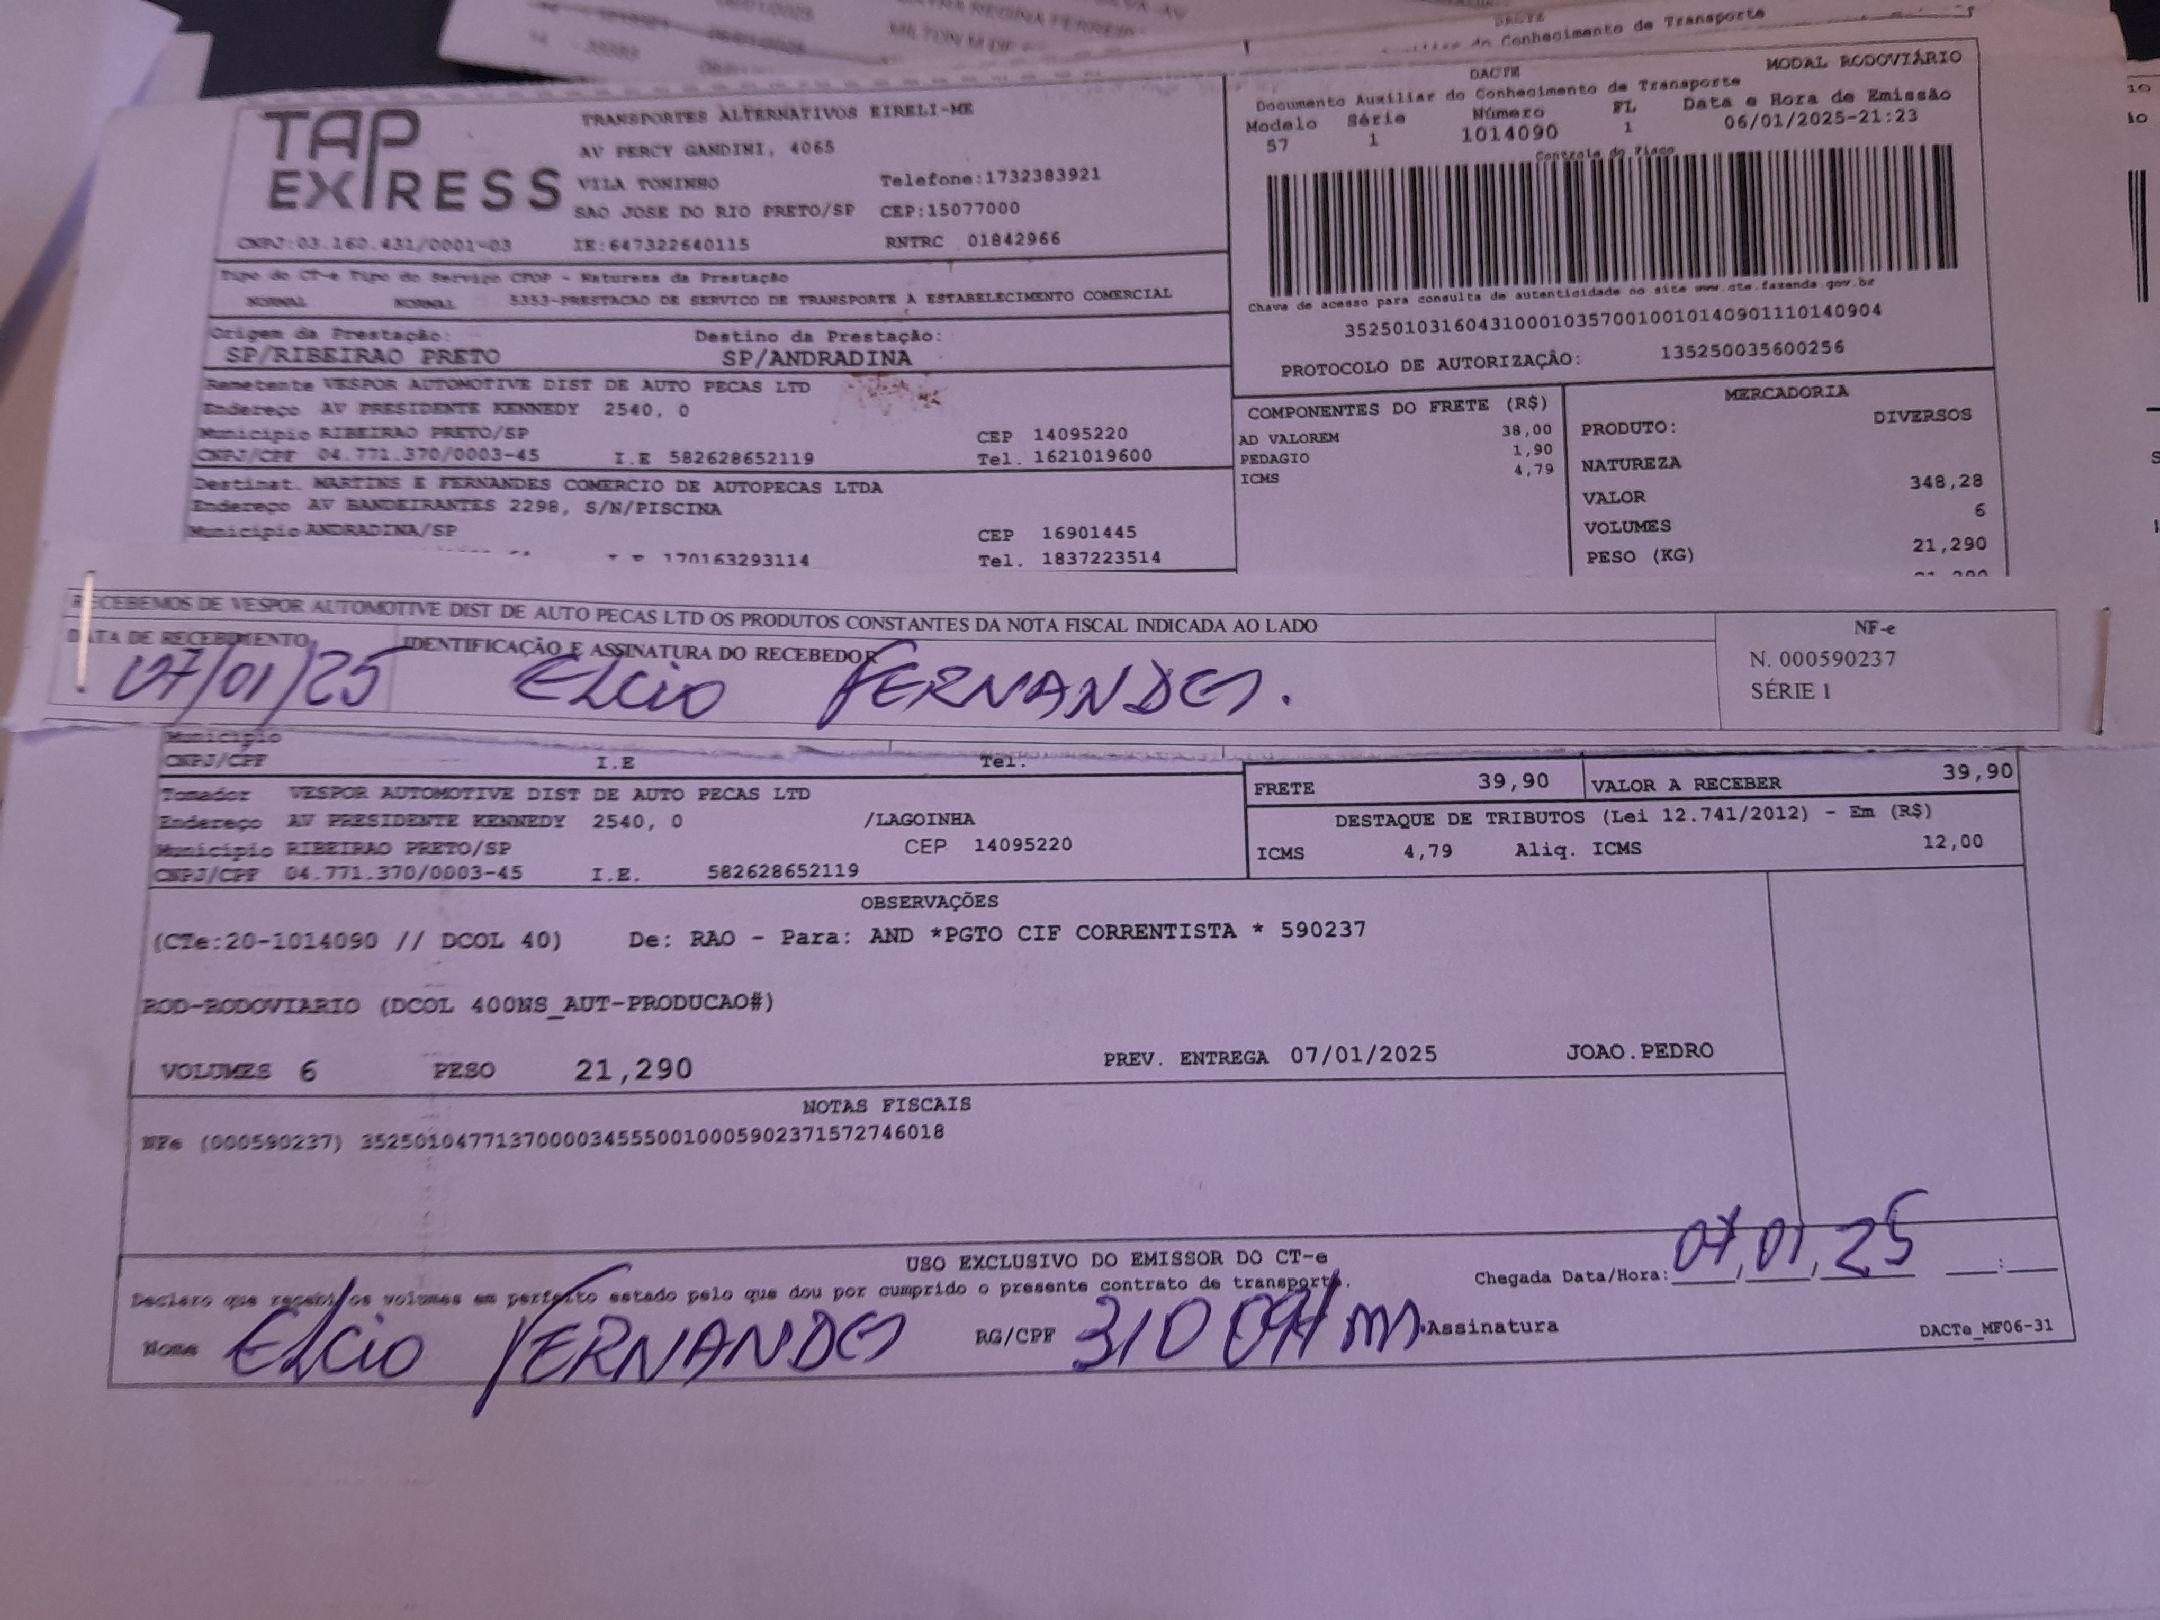 DACTE
do Conhecimento de Transporte
TAP EXPRESS
TRANSPORTES ALTERNATIVOS EIRELI-ME
AV PERCY GANDINI, 4065
VILA TONINHO Telefone:1732383921
SAO JOSE DO RIO PRETO/SP CEP:15077000
CNPJ:03.160.431/0001-03 IE:647322640115 RNTRC 01842966
DACTE MODAL RODOVIÁRIO
Documento Auxiliar do Conhecimento de Transporte
Modelo Série Número FL Data e Hora de Emissão
57 1 1014090 1 06/01/2025-21:23
Controle do Fisco
Chave de acesso para consulta de autenticidade no site www.cte.fazenda.gov.br
35250103160431000103570010010140901110140904
PROTOCOLO DE AUTORIZAÇÃO: 135250035600256
Tipo do CT-e Tipo do Serviço CFOP - Natureza da Prestação
NORMAL NORMAL 5353-PRESTACAO DE SERVICO DE TRANSPORTE A ESTABELECIMENTO COMERCIAL
Origem da Prestação: Destino da Prestação:
SP/RIBEIRAO PRETO SP/ANDRADINA
Remetente VESPOR AUTOMOTIVE DIST DE AUTO PECAS LTD
Endereço AV PRESIDENTE KENNEDY 2540, 0
Município RIBEIRAO PRETO/SP CEP 14095220
CNPJ/CPF 04.771.370/0003-45 I.E 582628652119 Tel. 1621019600
Destinat. MARTINS E FERNANDES COMERCIO DE AUTOPECAS LTDA
Endereço AV BANDEIRANTES 2298, S/N/PISCINA
Município ANDRADINA/SP CEP 16901445
I.E 170163293114 Tel. 1837223514
COMPONENTES DO FRETE (R$)
AD VALOREM 38,00
PEDAGIO 1,90
ICMS 4,79
MERCADORIA
PRODUTO: DIVERSOS
NATUREZA
VALOR 348,28
VOLUMES 6
PESO (KG) 21,290
RECEBEMOS DE VESPOR AUTOMOTIVE DIST DE AUTO PECAS LTD OS PRODUTOS CONSTANTES DA NOTA FISCAL INDICADA AO LADO
DATA DE RECEBIMENTO IDENTIFICAÇÃO E ASSINATURA DO RECEBEDOR
07/01/25 ELCIO FERNANDES.
NF-e
N. 000590237
SÉRIE 1
Município
CNPJ/CPF I.E Tel.
Tomador VESPOR AUTOMOTIVE DIST DE AUTO PECAS LTD
Endereço AV PRESIDENTE KENNEDY 2540, 0 /LAGOINHA
Município RIBEIRAO PRETO/SP CEP 14095220
CNPJ/CPF 04.771.370/0003-45 I.E. 582628652119
FRETE 39,90 VALOR A RECEBER 39,90
DESTAQUE DE TRIBUTOS (Lei 12.741/2012) - Em (R$)
ICMS 4,79 Aliq. ICMS 12,00
OBSERVAÇÕES
(CTe:20-1014090 // DCOL 40) De: RAO - Para: AND *PGTO CIF CORRENTISTA * 590237
ROD-RODOVIARIO (DCOL 400NS_AUT-PRODUCAO#)
VOLUMES 6 PESO 21,290 PREV. ENTREGA 07/01/2025 JOAO.PEDRO
NOTAS FISCAIS
NFe (000590237) 35250104771370000345550010005902371572746018
USO EXCLUSIVO DO EMISSOR DO CT-e
Declaro que recebi os volumes em perfeito estado pelo que dou por cumprido o presente contrato de transporte. Chegada Data/Hora: 07/01/25 __:__
Nome ELCIO FERNANDES RG/CPF Assinatura
DACTe_MF06-31